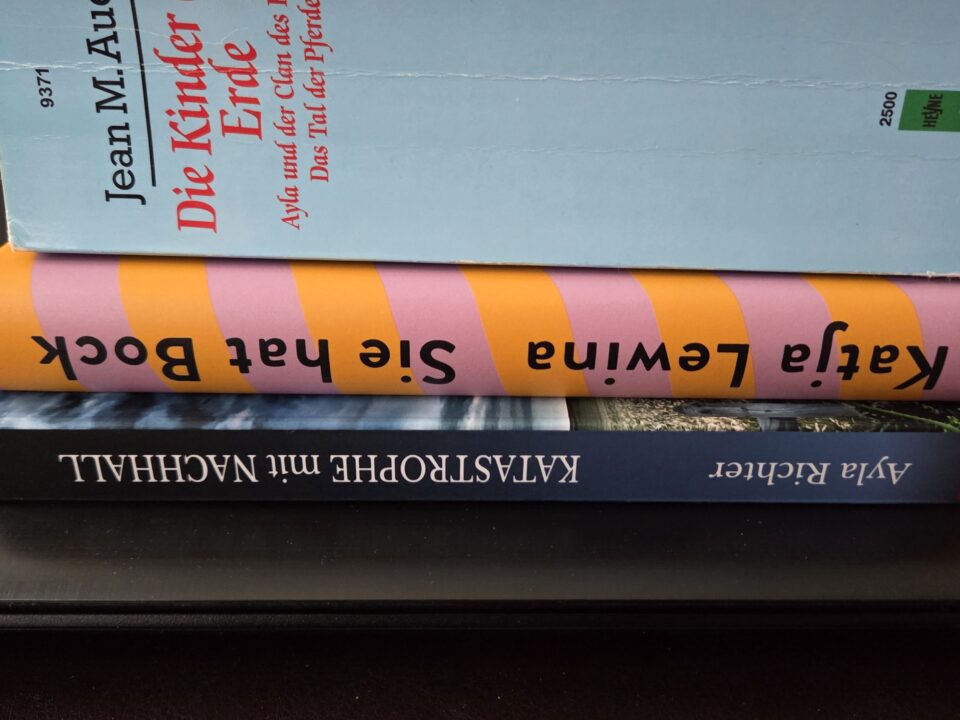 9371
Jean M. Aue
Die Kinder
Erde
Ayla und der Clan des
Das Tal der Pferde
2500
HEYNE
Katja Lewina Sie hat Bock
Ayla Richter KATASTROPHE mit NACHHALL